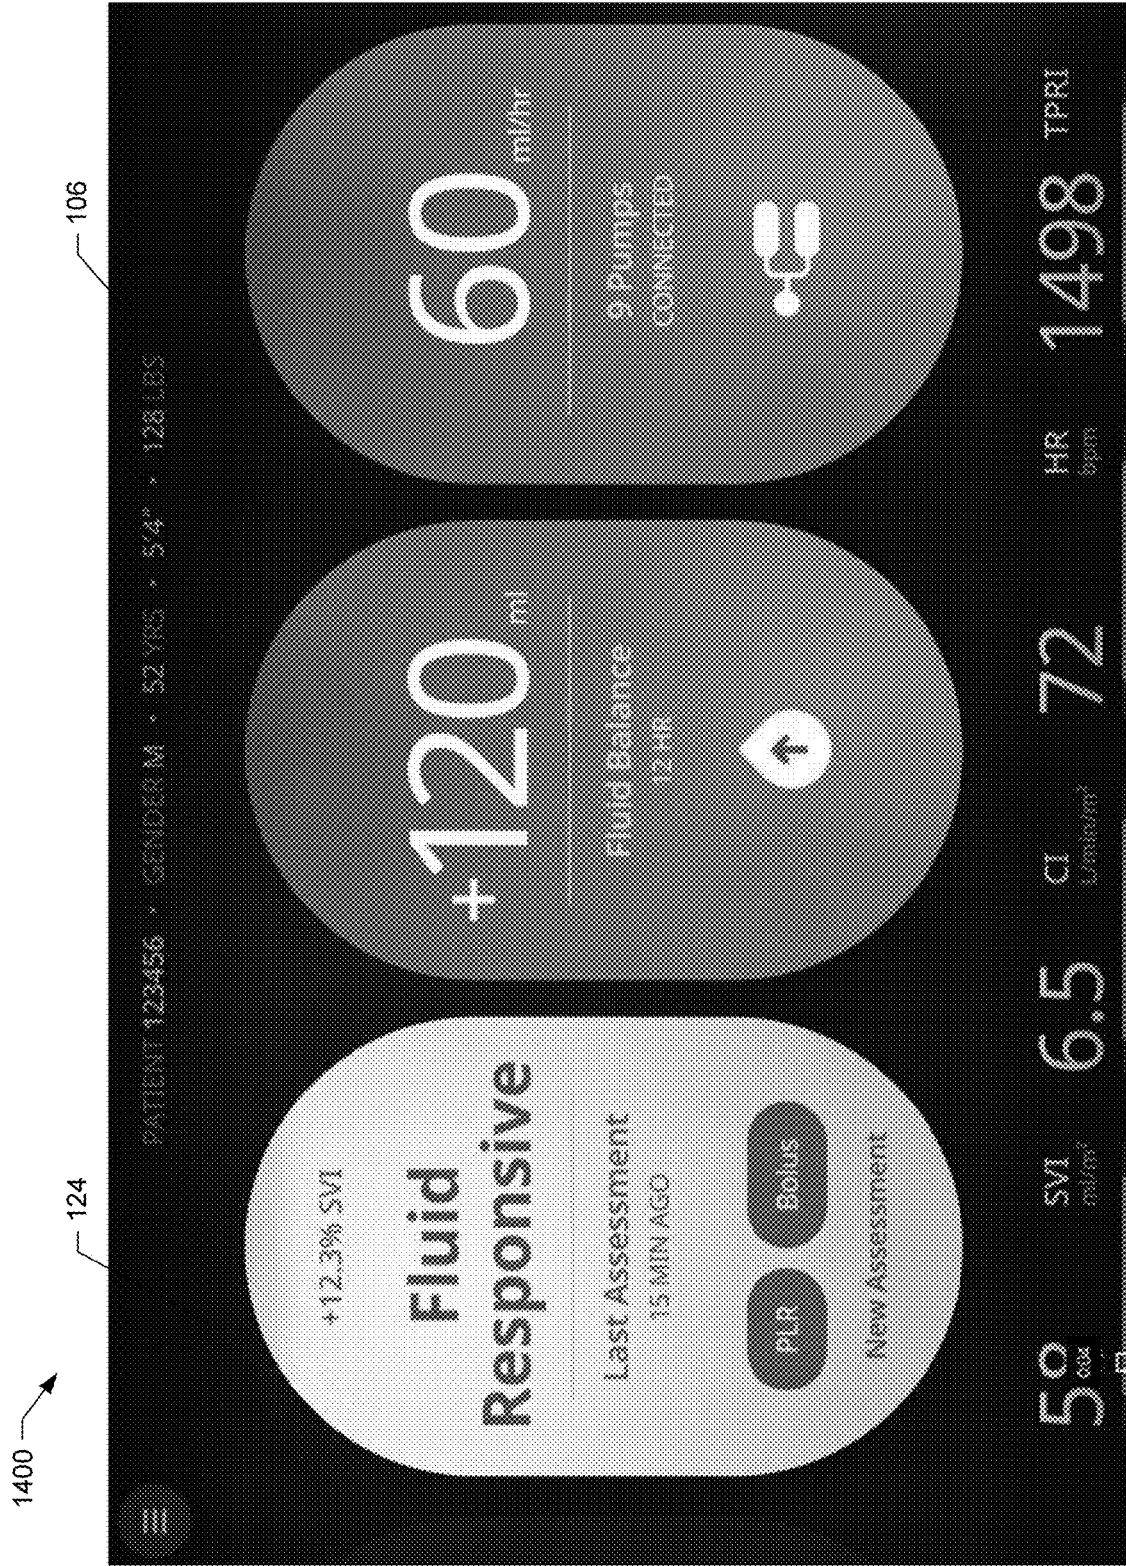 1400
124
106
PATIENT 123456 • GENDER M • 52 YRS • 5'4" • 128 LBS
+12.3% SVI
Fluid
Responsive
Last Assessment
15 MIN AGO
PLR Bolus
New Assessment
+120 ml
Fluid Balance
12 HR
60 ml/hr
9 Pumps
CONNECTED
SVI
ml/m²
6.5 CI
L/min/m²
72 HR
bpm
1498 TPRI